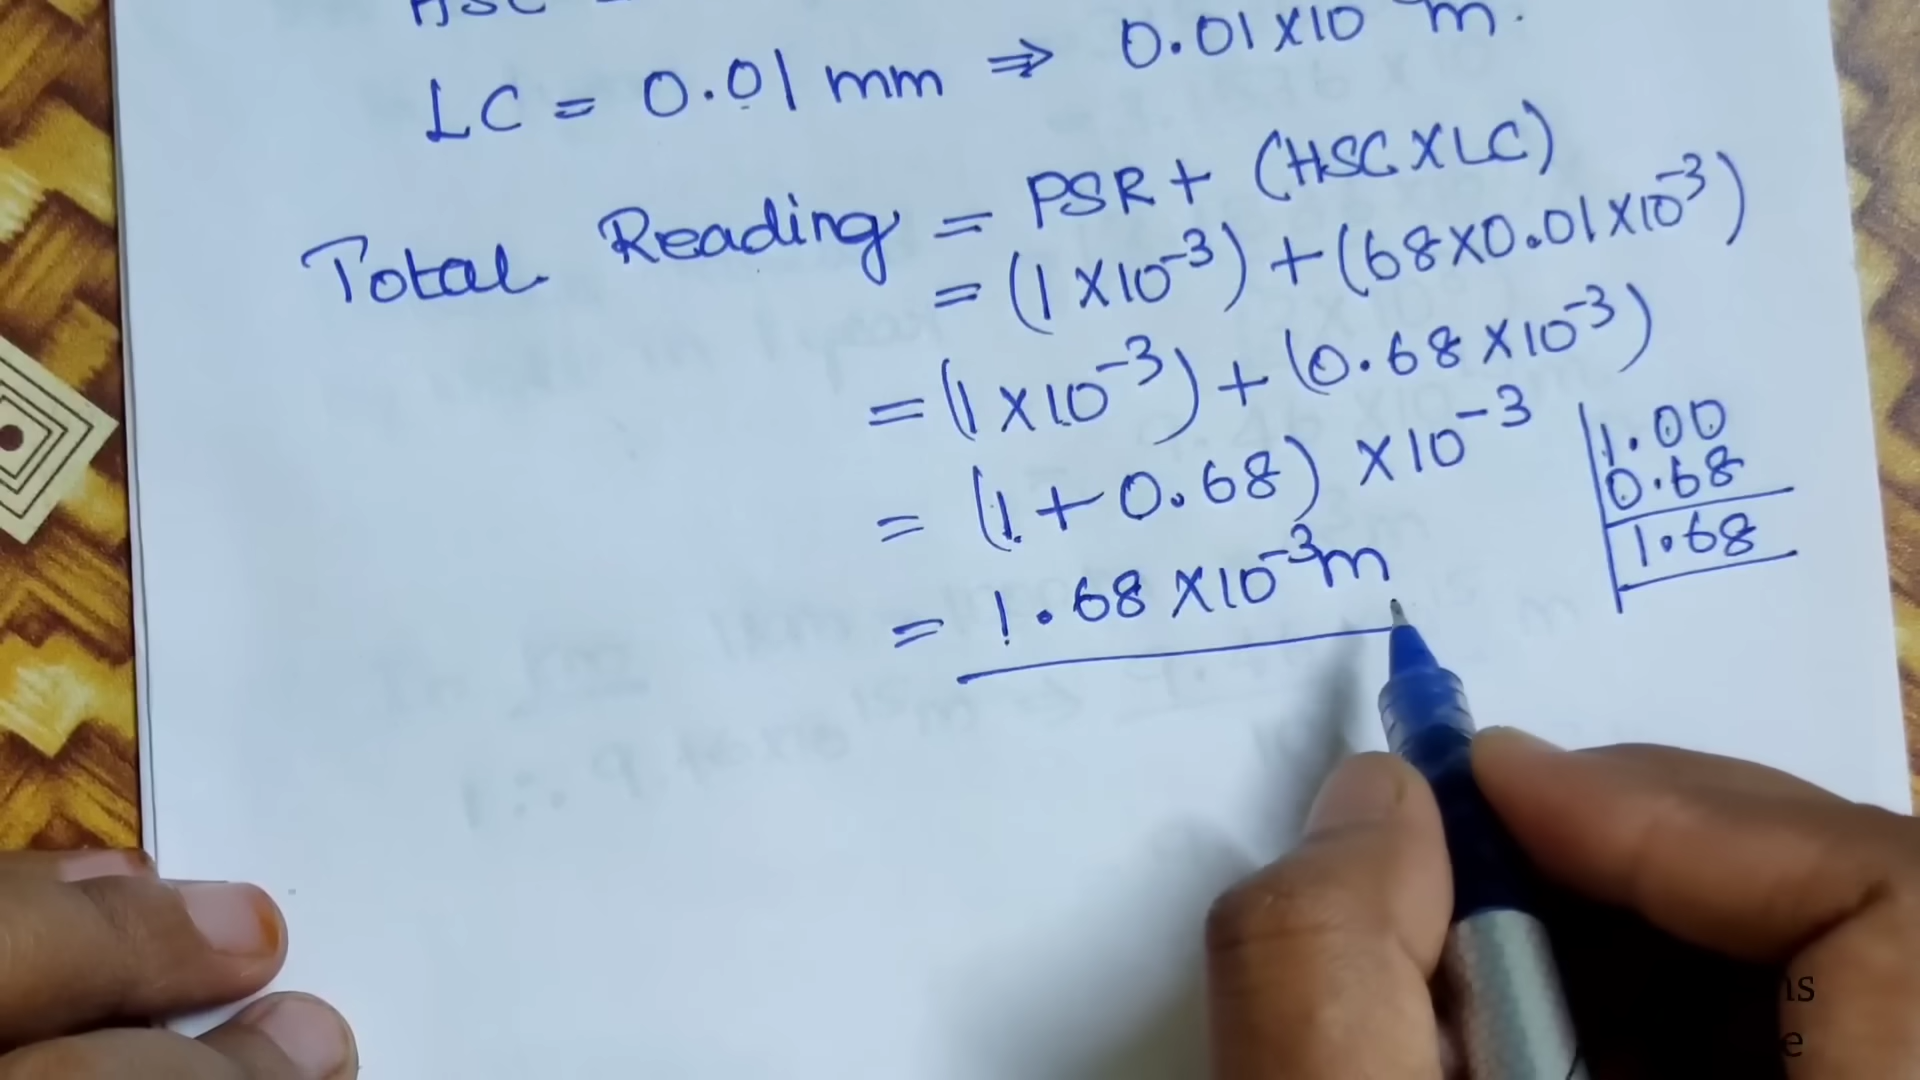 HSC
LC = 0.01 mm ⇒ 0.01×10 m.
Total Reading = PSR + (HSC×LC)
= (1×10⁻³) + (68×0.01×10⁻³)
= (1×10⁻³) + (0.68×10⁻³)
= (1+0.68) ×10⁻³
= 1.68×10⁻³m
1.00
0.68
1.68